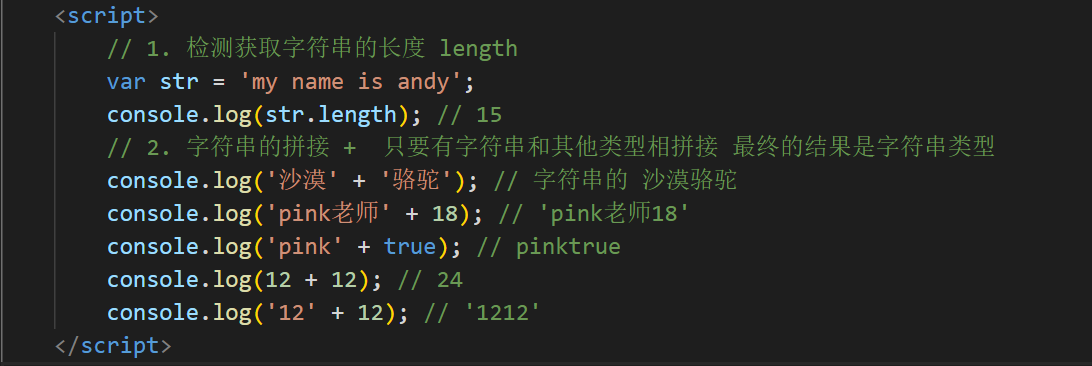 <script>
// 1. 检测获取字符串的长度 length
var str = 'my name is andy';
console.log(str.length); // 15
// 2. 字符串的拼接 +  只要有字符串和其他类型相拼接 最终的结果是字符串类型
console.log('沙漠' + '骆驼'); // 字符串的 沙漠骆驼
console.log('pink老师' + 18); // 'pink老师18'
console.log('pink' + true); // pinktrue
console.log(12 + 12); // 24
console.log('12' + 12); // '1212'
</script>